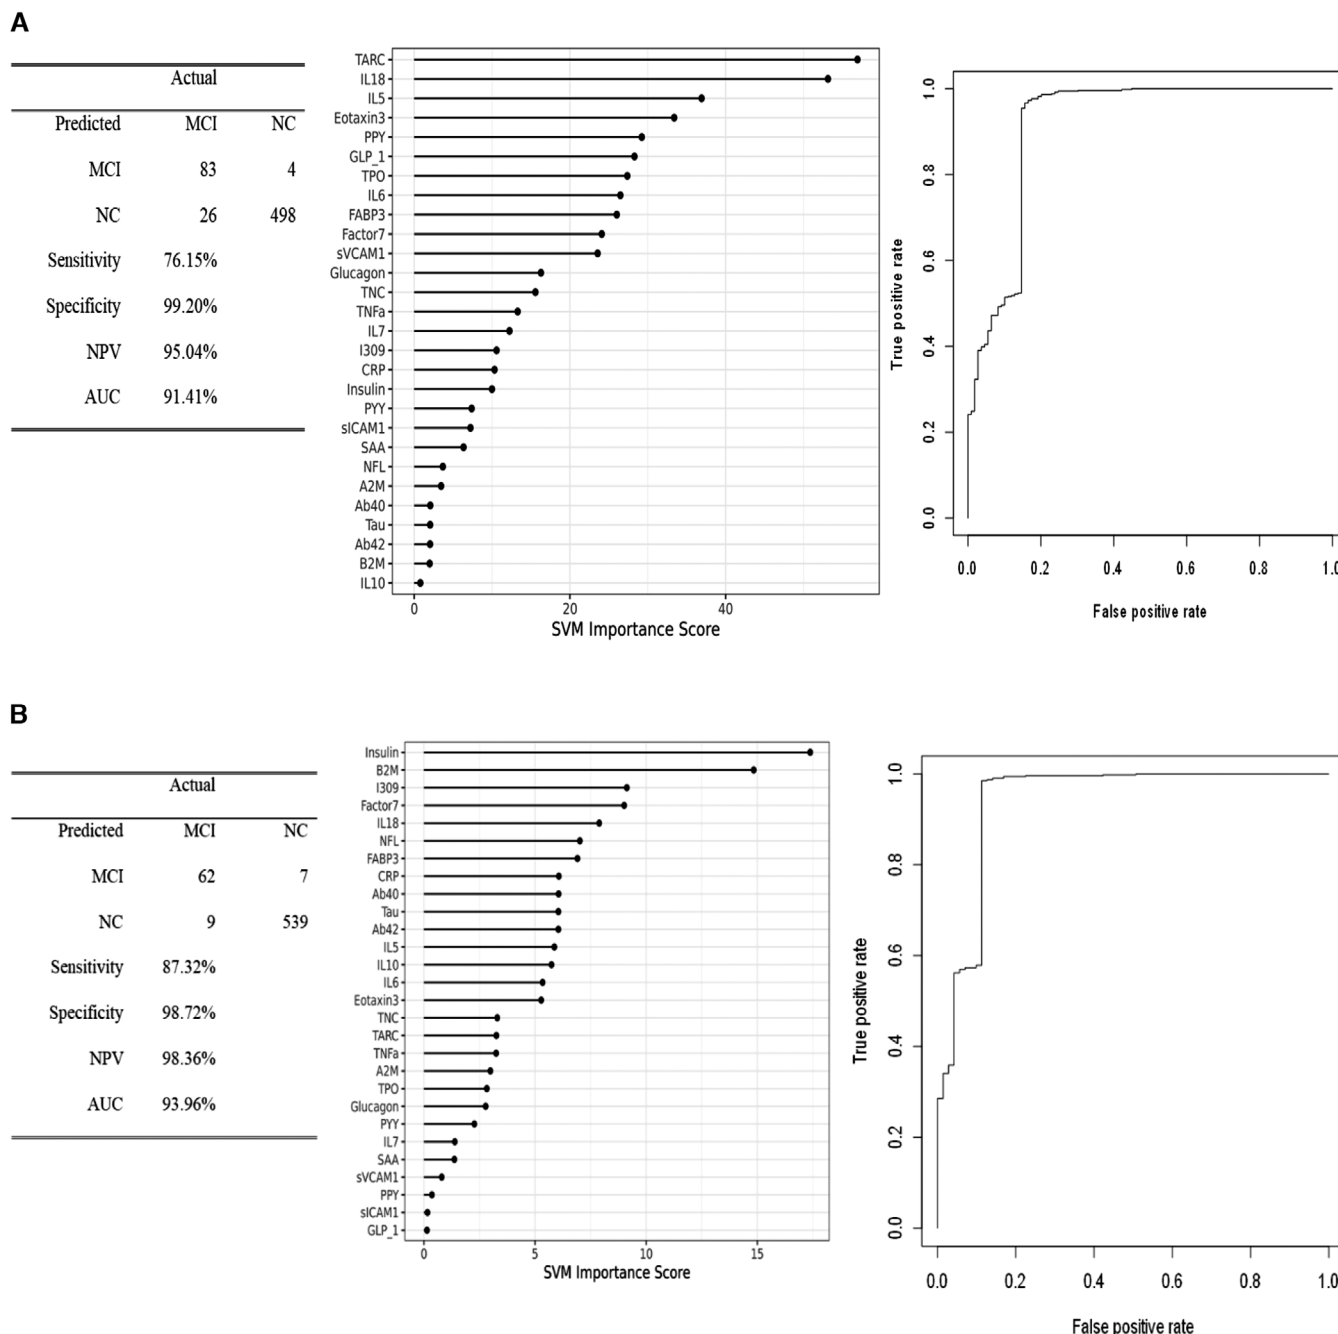 A
Actual
Predicted MCI NC
MCI 83 4
NC 26 498
Sensitivity 76.15%
Specificity 99.20%
NPV 95.04%
AUC 91.41%
TARC
IL18
IL5
Eotaxin3
PPY
GLP_1
TPO
IL6
FABP3
Factor7
sVCAM1
Glucagon
TNC
TNFa
IL7
I309
CRP
Insulin
PYY
sICAM1
SAA
NFL
A2M
Ab40
Tau
Ab42
B2M
IL10
0 20 40
SVM Importance Score
True positive rate
1.0
0.8
0.6
0.4
0.2
0.0
0.0 0.2 0.4 0.6 0.8 1.0
False positive rate
B
Actual
Predicted MCI NC
MCI 62 7
NC 9 539
Sensitivity 87.32%
Specificity 98.72%
NPV 98.36%
AUC 93.96%
Insulin
B2M
I309
Factor7
IL18
NFL
FABP3
CRP
Ab40
Tau
Ab42
IL5
IL10
IL6
Eotaxin3
TNC
TARC
TNFa
A2M
TPO
Glucagon
PYY
IL7
SAA
sVCAM1
PPY
sICAM1
GLP_1
0 5 10 15
SVM Importance Score
True positive rate
1.0
0.8
0.6
0.4
0.2
0.0
0.0 0.2 0.4 0.6 0.8 1.0
False positive rate